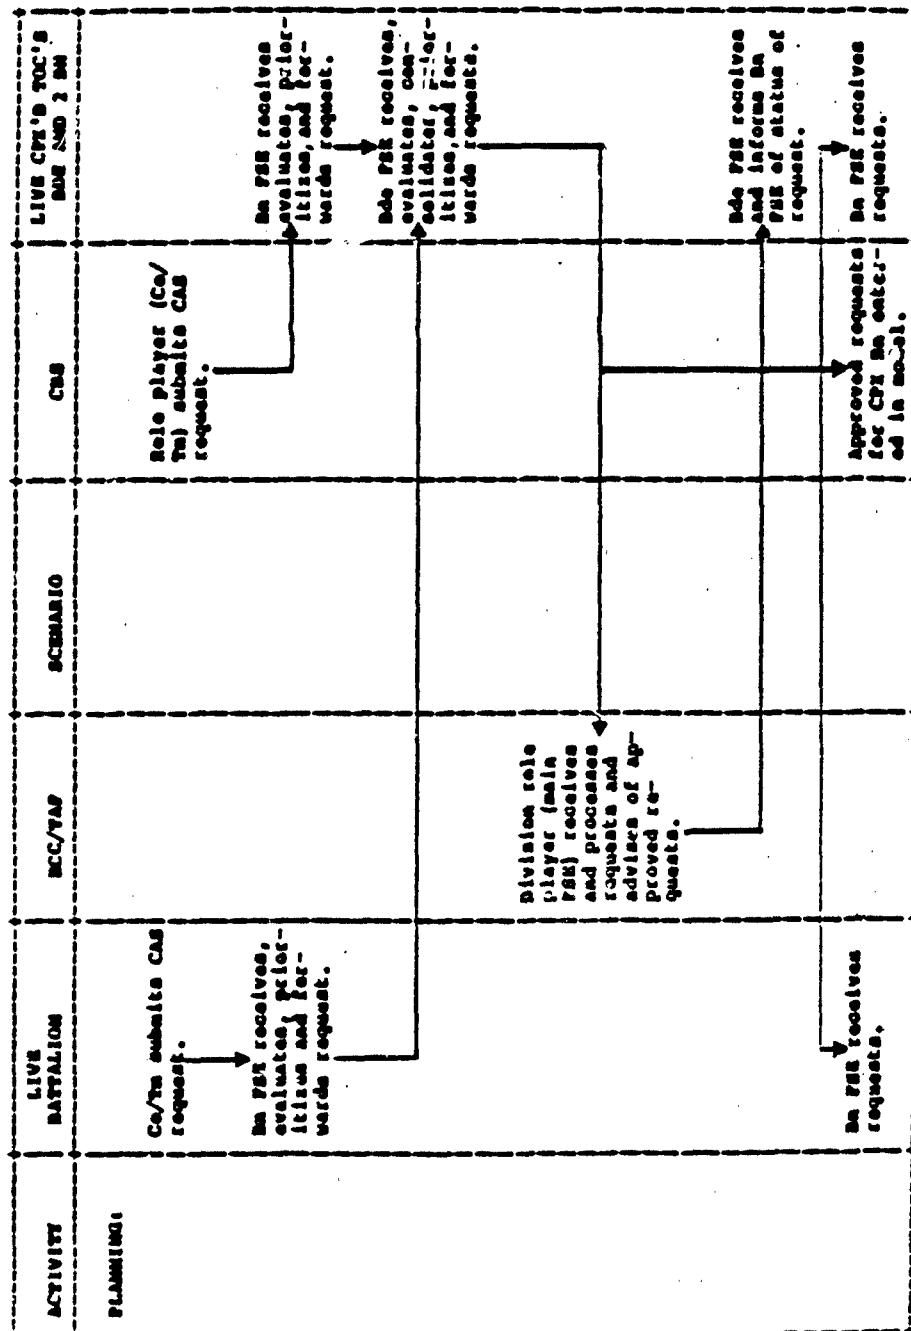 ACTIVITY
LIVE
BATTALION
ECC/TAF
SCENARIO
CBS
LIVE CPX'S TOC'S
BDE AND 2 BN
PLANNING:
Co/Tm submits CAS
request.
Bn FSE receives,
evaluates, prior-
itizes and for-
wards request.
Role player (Co/
Tm) submits CAS
request.
Bn FSE receives
evaluates, prior-
itizes, and for-
wards request.
Bde FSE receives,
evaluates, con-
solidates, prior-
itizes, and for-
wards request.
Division role
player (main
FSE) receives
and processes
requests and
advises of ap-
proved re-
quests.
Bde FSE receives
and informs Bn
FSE of status of
request.
Bn FSE receives
requests.
Approved requests
for CPX Bn enter-
ed in model.
Bn FSE receives
requests.